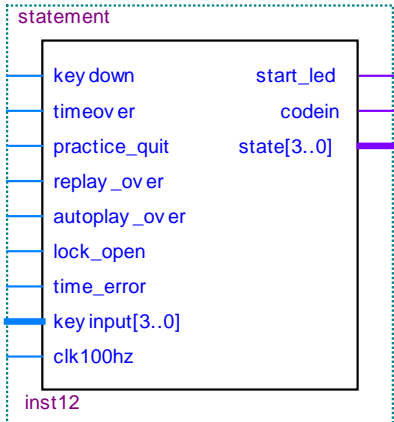 statement
keydown start_led
timeover codein
practice_quit state[3..0]
replay_over
autoplay_over
lock_open
time_error
keyinput[3..0]
clk100hz
inst12